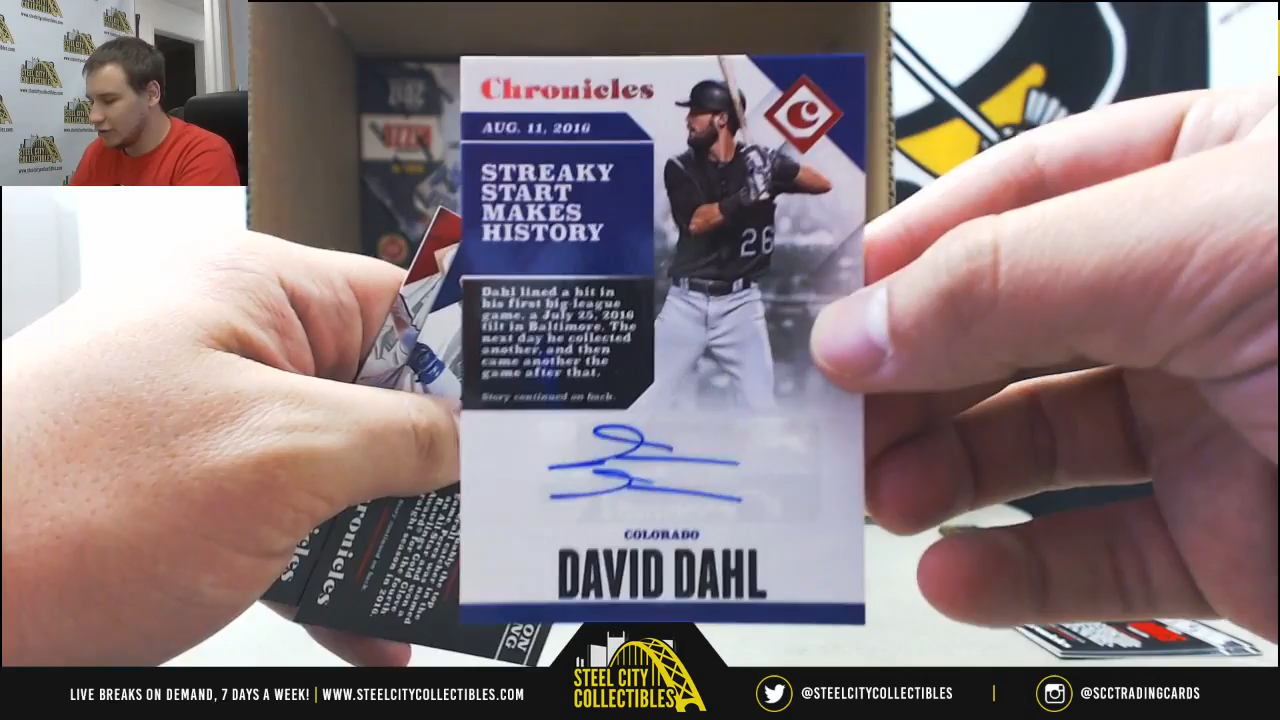 Chronicles
AUG. 11, 2016
STREAKY
START
MAKES
HISTORY
26
Dahl lined a hit in
his first big-league
game, a July 25, 2016
tilt in Baltimore. The
next day he collected
another, and then
came another the
game after that.
Story continued on back.
COLORADO
DAVID DAHL
Chronicles
STEEL CITY
COLLECTIBLES
LIVE BREAKS ON DEMAND, 7 DAYS A WEEK! | WWW.STEELCITYCOLLECTIBLES.COM
@STEELCITYCOLLECTIBLES
@SCCTRADINGCARDS